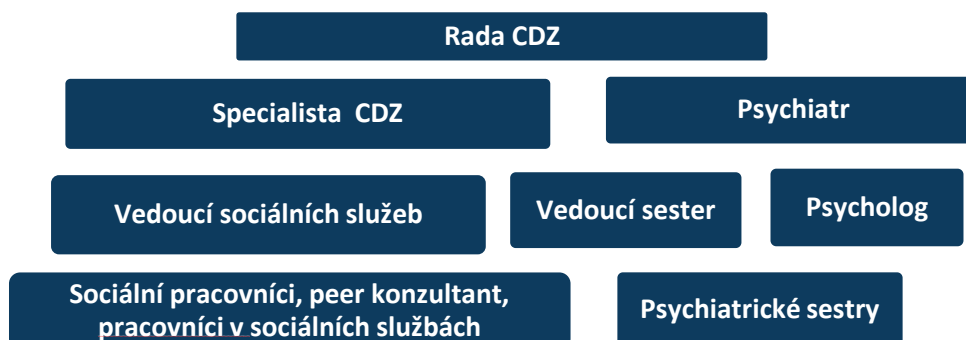 Rada CDZ
Specialista CDZ
Psychiatr
Vedoucí sociálních služeb
Vedoucí sester
Psycholog
Sociální pracovníci, peer konzultant,
pracovníci v sociálních službách
Psychiatrické sestry